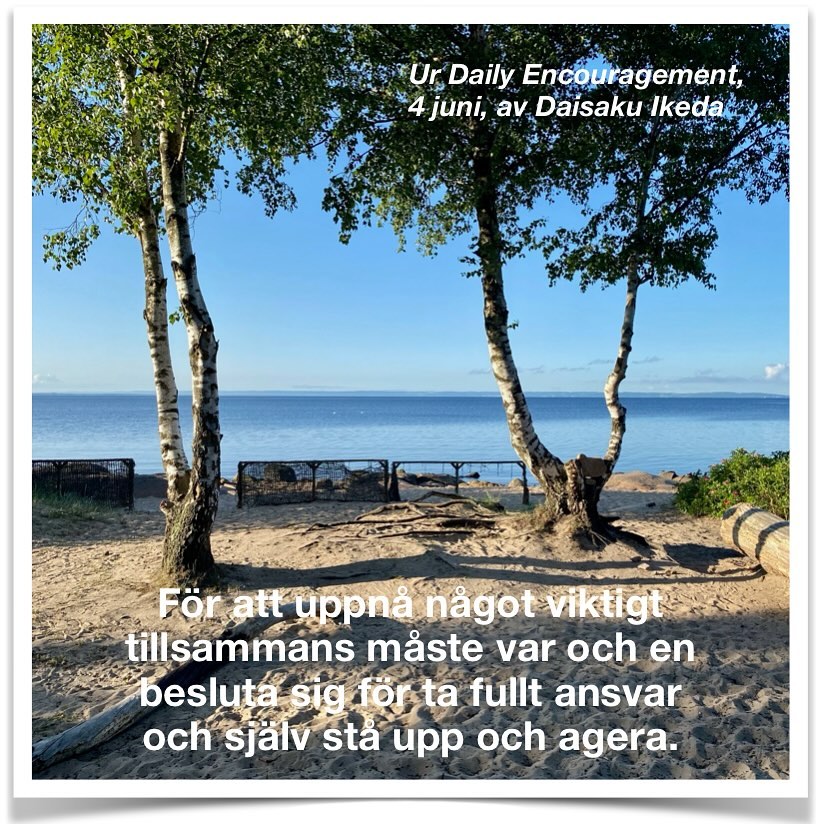 Ur Daily Encouragement,
4 juni, av Daisaku Ikeda
För att uppnå något viktigt
tillsammans måste var och en
besluta sig för ta fullt ansvar
och själv stå upp och agera.